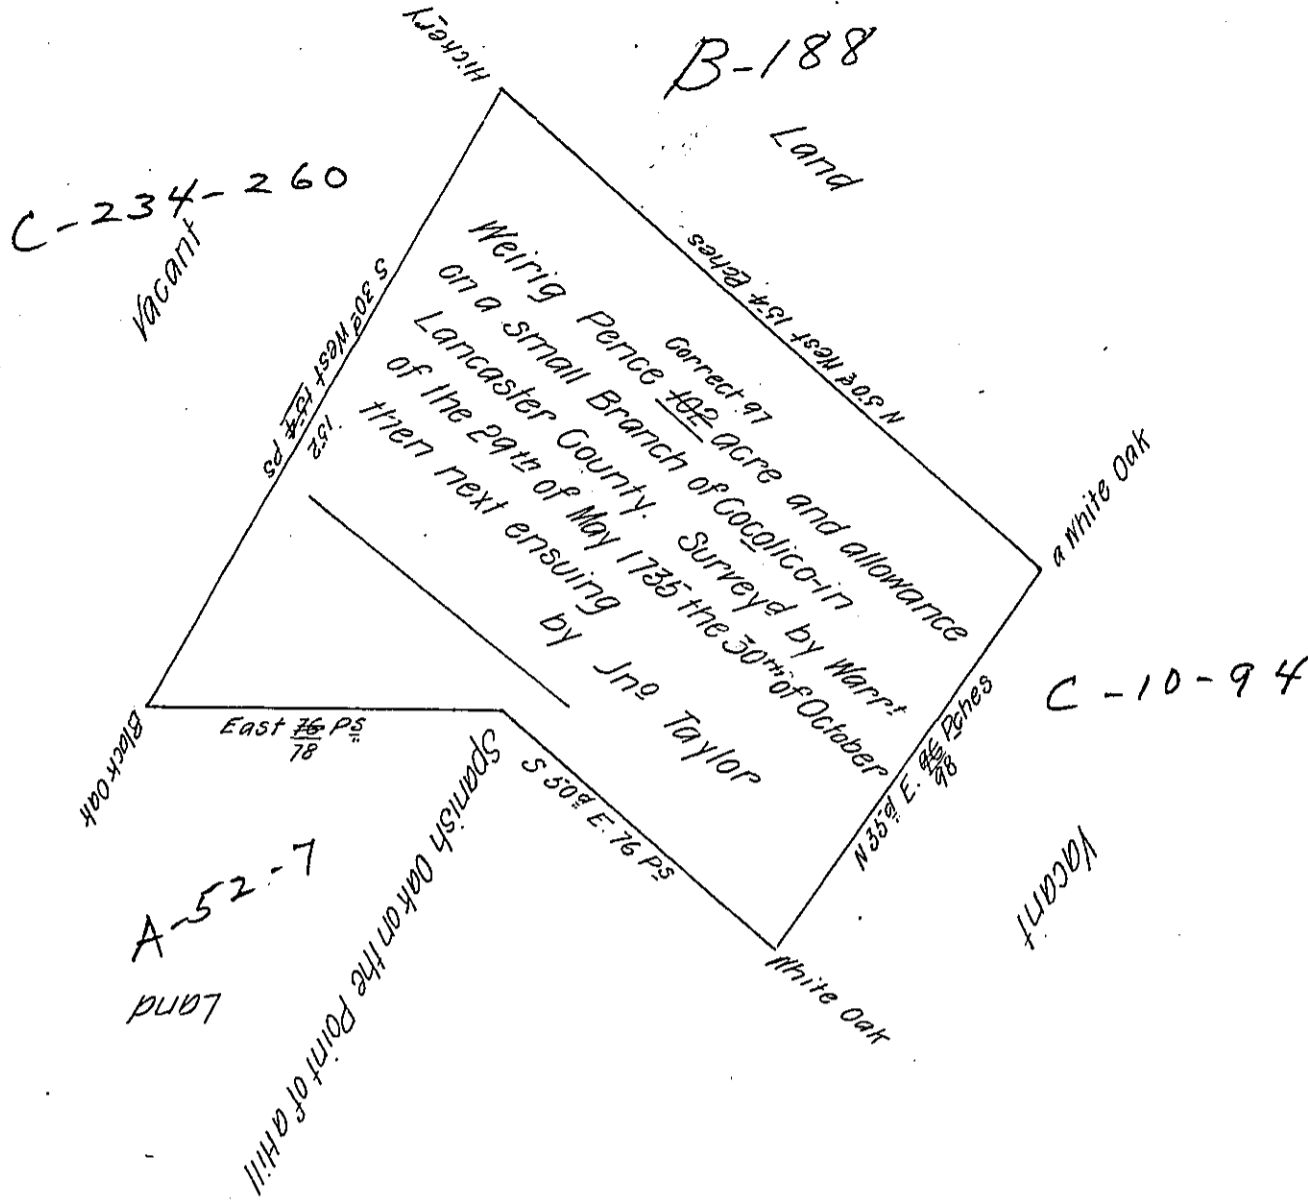 Hickery
B-188
Land
C-234-260
Vacant
S 30d West 154 Ps
152
N 50d West 154 Pches
Correct 97
Weirig Pence 102 acre and allowance
on a small Branch of Cocolico-in
Lancaster County. Survey'd by Warrt
of the 29th of May 1735 the 30th of October
then next ensuing
by Jno Taylor
a White Oak
C-10-94
N 35d E. 96 Pches
98
Vacant
Black Oak
East 76 Ps
78
S 50d E. 76 Ps
Spanish Oak on the Point of a Hill
White Oak
A-52-7
Land